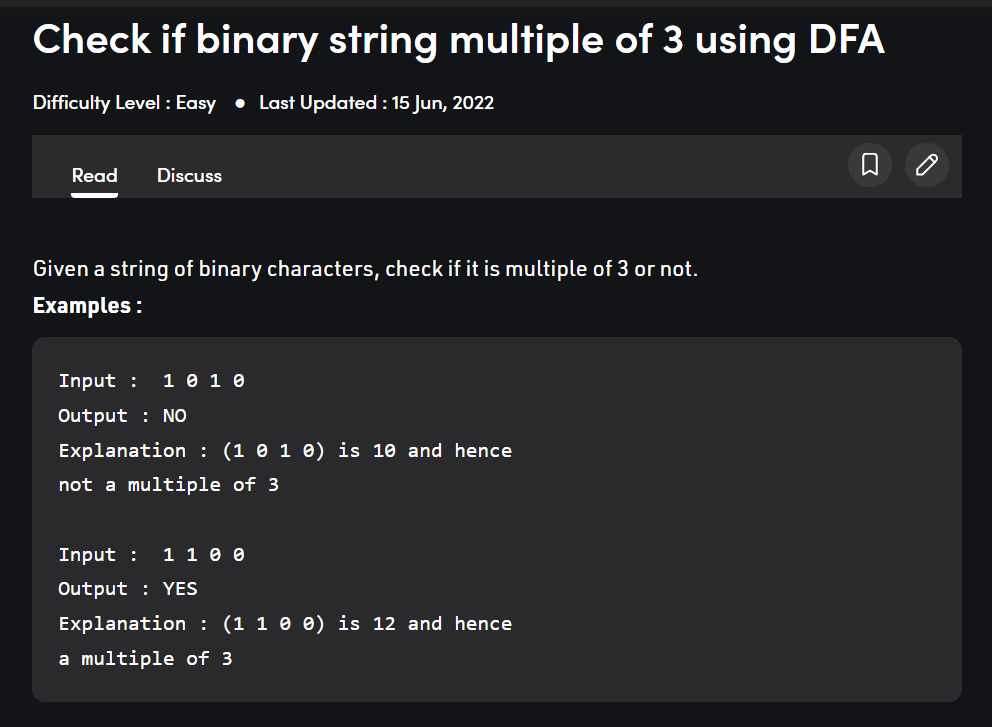 Check if binary string multiple of 3 using DFA
Difficulty Level : Easy ● Last Updated : 15 Jun, 2022
Read Discuss
Given a string of binary characters, check if it is multiple of 3 or not.
Examples :
Input :  1 0 1 0
Output : NO
Explanation : (1 0 1 0) is 10 and hence
not a multiple of 3
Input :  1 1 0 0
Output : YES
Explanation : (1 1 0 0) is 12 and hence
a multiple of 3